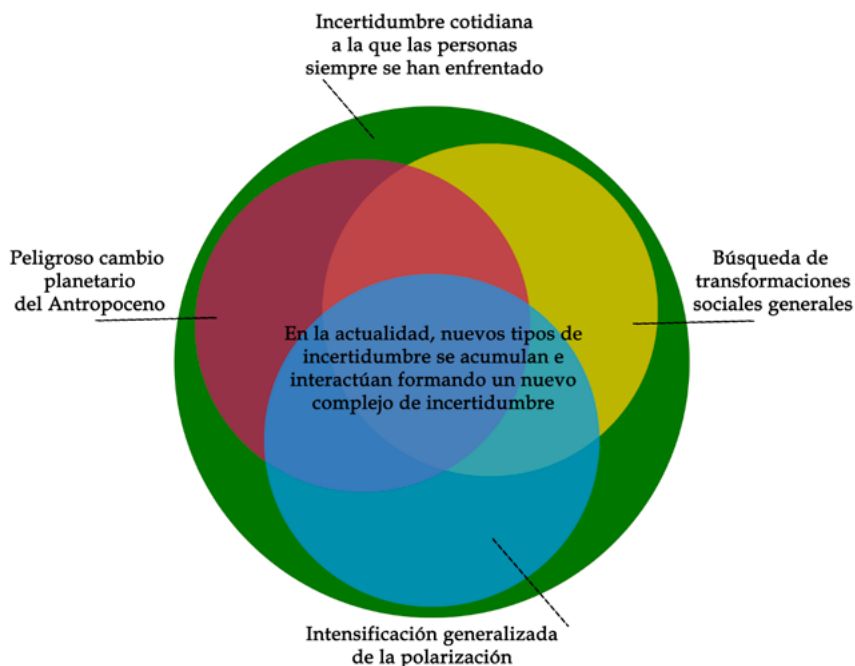 Incertidumbre cotidiana
a la que las personas
siempre se han enfrentado
Peligroso cambio
planetario
del Antropoceno
Búsqueda de
transformaciones
sociales generales
En la actualidad, nuevos tipos de
incertidumbre se acumulan e
interactúan formando un nuevo
complejo de incertidumbre
Intensificación generalizada
de la polarización